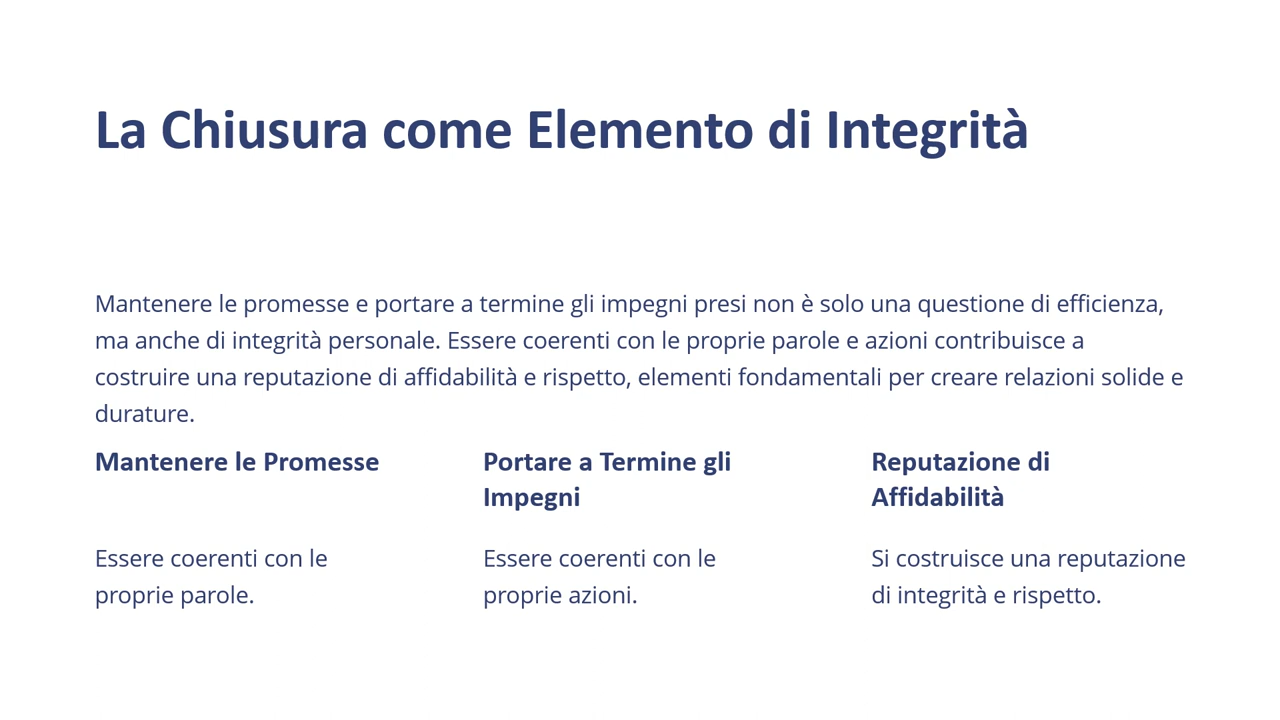 La Chiusura come Elemento di Integrità
Mantenere le promesse e portare a termine gli impegni presi non è solo una questione di efficienza,
ma anche di integrità personale. Essere coerenti con le proprie parole e azioni contribuisce a
costruire una reputazione di affidabilità e rispetto, elementi fondamentali per creare relazioni solide e
durature.
Mantenere le Promesse
Essere coerenti con le
proprie parole.
Portare a Termine gli
Impegni
Essere coerenti con le
proprie azioni.
Reputazione di
Affidabilità
Si costruisce una reputazione
di integrità e rispetto.